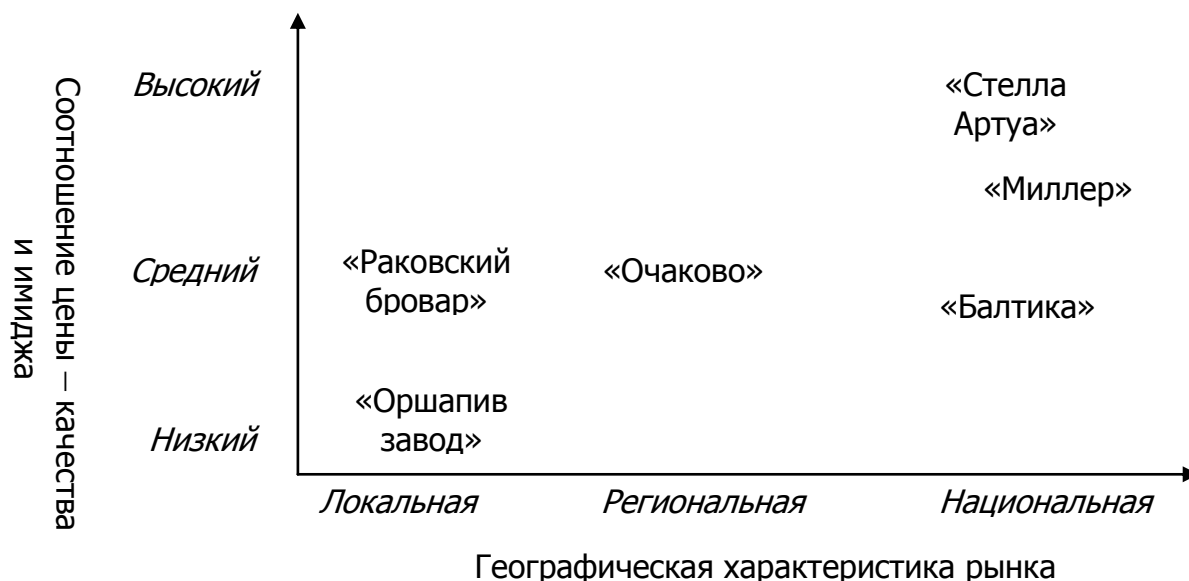 Соотношение цены – качества
и имиджа
Высокий
«Стелла
Артуа»
«Миллер»
Средний
«Раковский
бровар»
«Очаково»
«Балтика»
«Оршапив
завод»
Низкий
Локальная
Региональная
Национальная
Географическая характеристика рынка